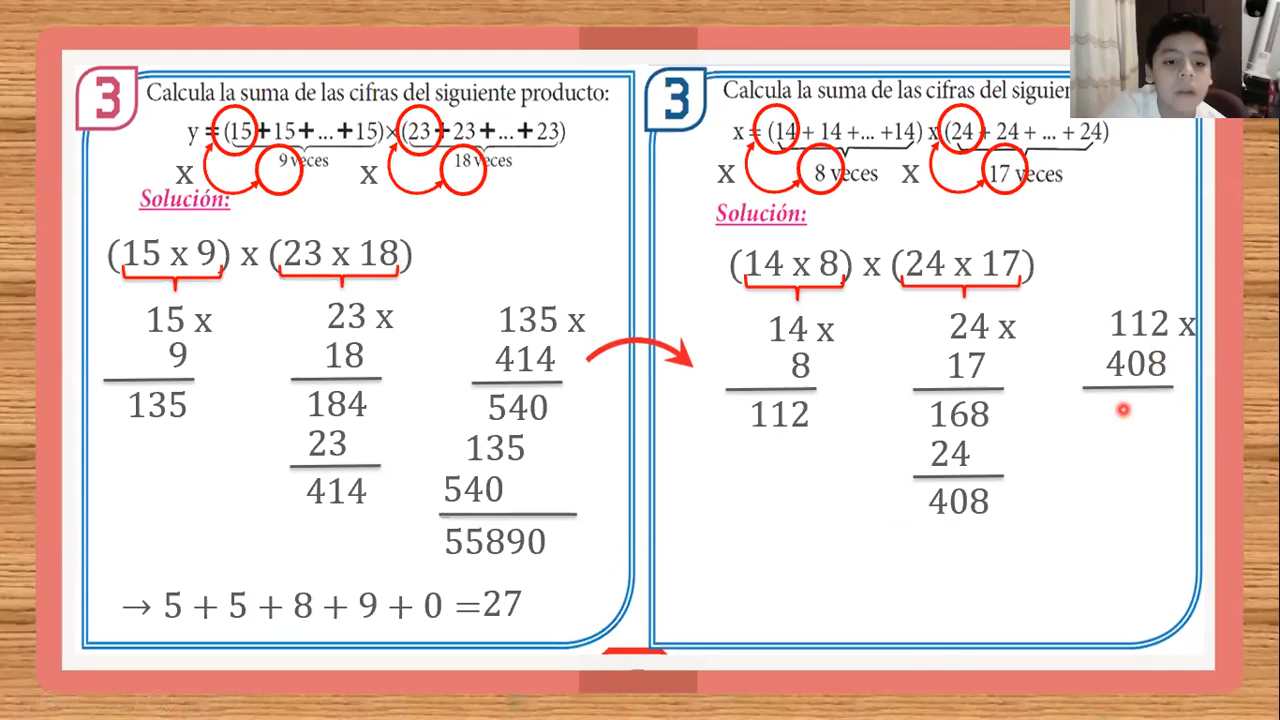 3
Calcula la suma de las cifras del siguiente producto:
y = (15+15+...+15)×(23+23+...+23)
9 veces 18 veces
x x
Solución:
(15 x 9) x (23 x 18)
15 x
9
135
23 x
18
184
23
414
135 x
414
540
135
540
55890
→ 5 + 5 + 8 + 9 + 0 =27
3
Calcula la suma de las cifras del siguien
x = (14 + 14 +... +14) x (24 + 24 + ... + 24)
x 8 veces x 17 veces
Solución:
(14 x 8) x (24 x 17)
14 x
8
112
24 x
17
168
24
408
112 x
408